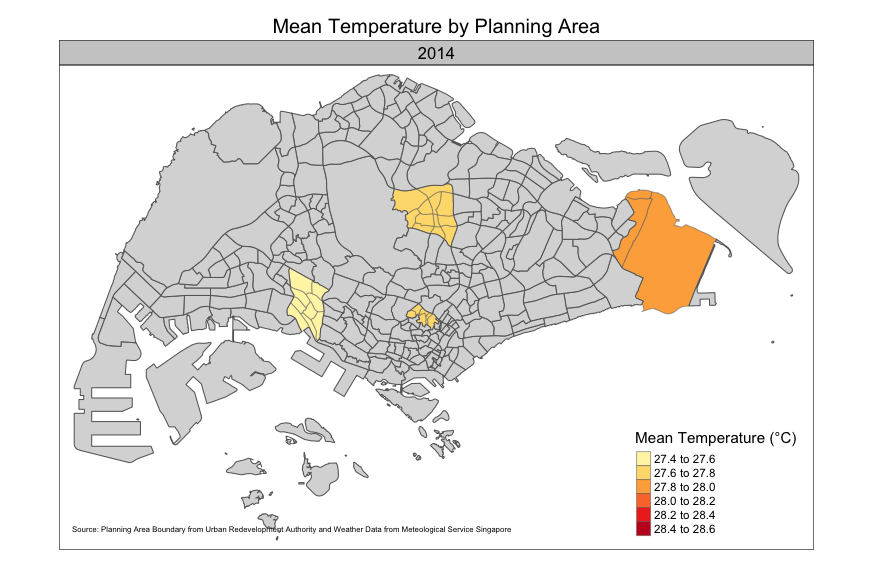 Mean Temperature by Planning Area
2014
Mean Temperature (°C)
27.4 to 27.6
27.6 to 27.8
27.8 to 28.0
28.0 to 28.2
28.2 to 28.4
28.4 to 28.6
Source: Planning Area Boundary from Urban Redevelopment Authority and Weather Data from Meteological Service Singapore